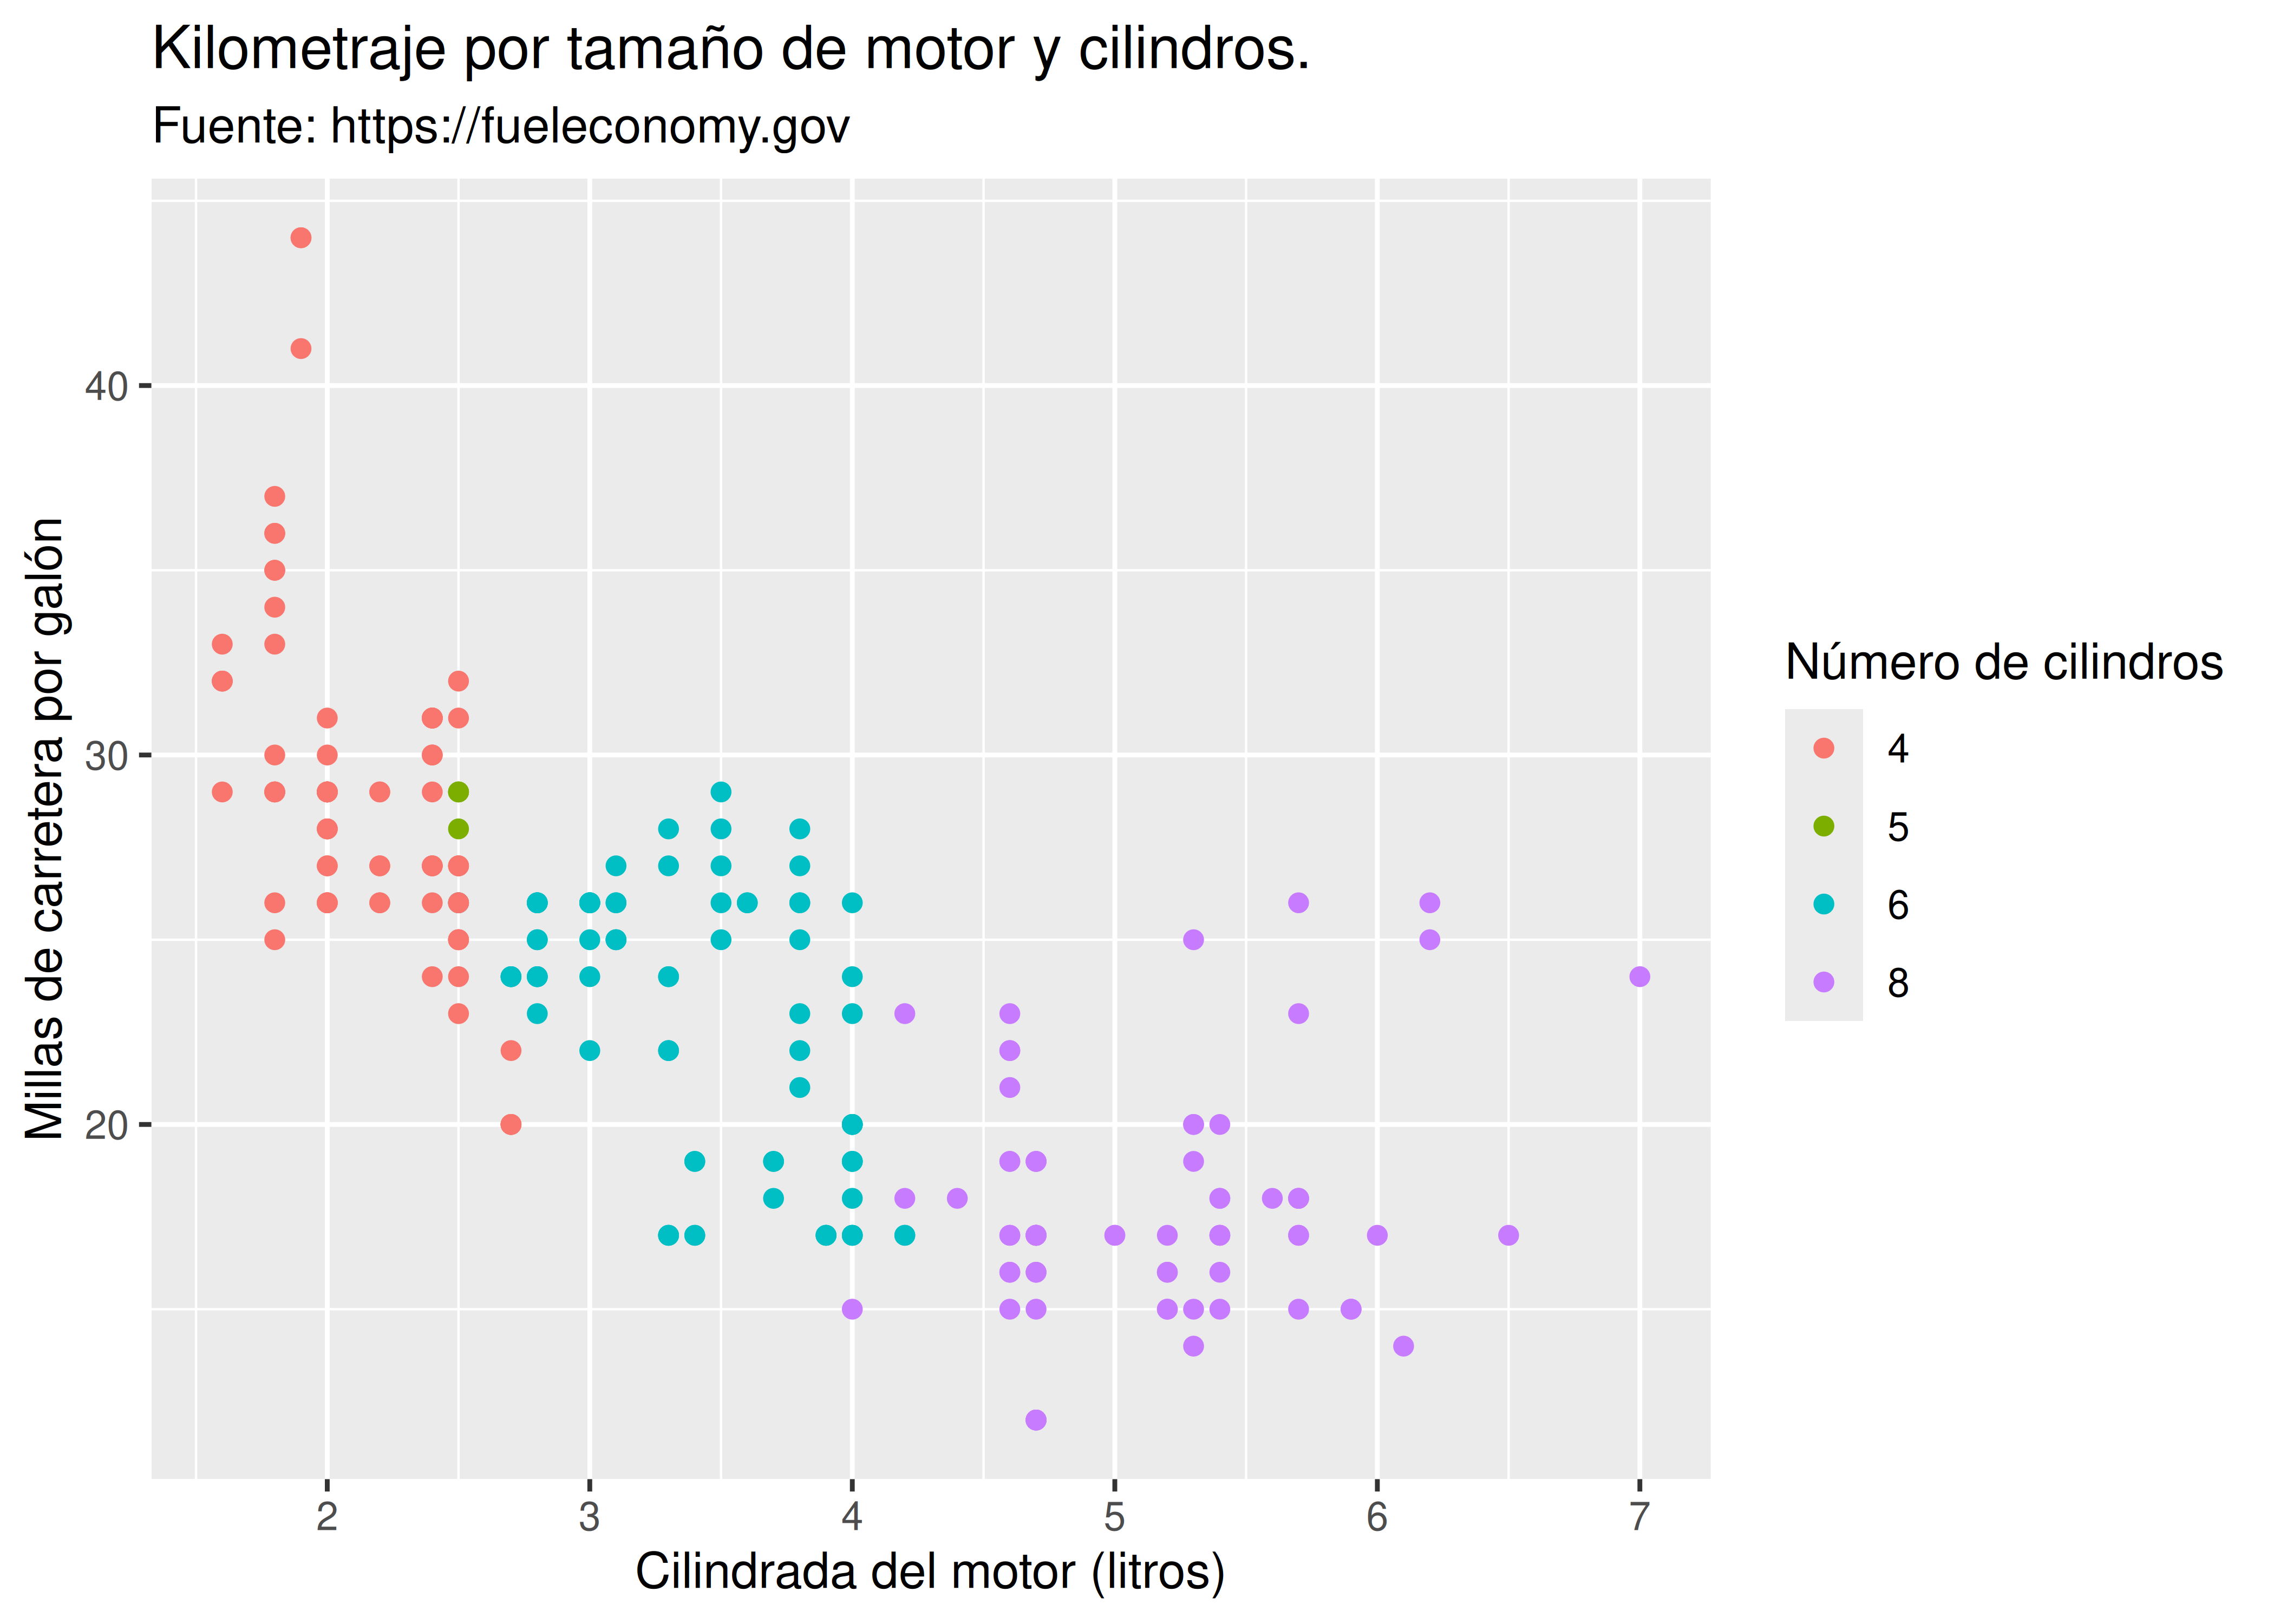 Kilometraje por tamaño de motor y cilindros.
Fuente: https://fueleconomy.gov
Millas de carretera por galón
40
30
20
2 3 4 5 6 7
Cilindrada del motor (litros)
Número de cilindros
4
5
6
8